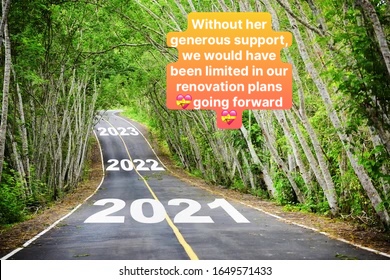 Without her
generous support,
we would have
been limited in our
renovation plans
💝 going forward
💝
2023
2022
2021
shutterstock.com · 1649571433